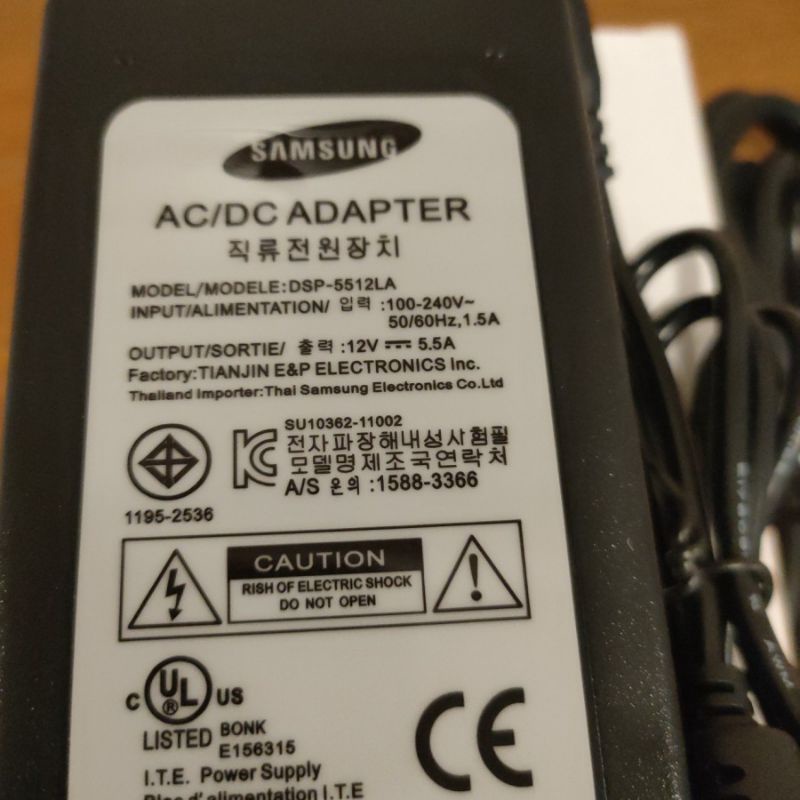 SAMSUNG
AC/DC ADAPTER
직류전원장치
MODEL/MODELE:DSP-5512LA
INPUT/ALIMENTATION/ 입력 :100-240V~
50/60Hz,1.5A
OUTPUT/SORTIE/ 출력 :12V ⎓ 5.5A
Factory:TIANJIN E&P ELECTRONICS Inc.
Thailand importer:Thai Samsung Electronics Co.Ltd
SU10362-11002
전자파장해내성사험필
모델명제조국연락처
A/S 온의 :1588-3366
1195-2536
CAUTION
RISH OF ELECTRIC SHOCK
DO NOT OPEN
C UL ® US
LISTED BONK
E156315
CE
I.T.E. Power Supply
Bloc d'alimentation I.T.E